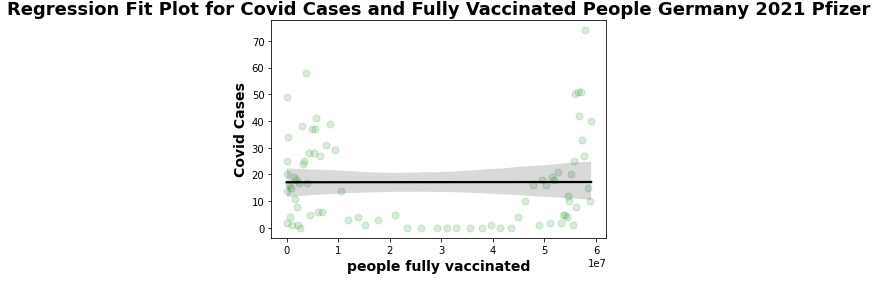 Regression Fit Plot for Covid Cases and Fully Vaccinated People Germany 2021 Pfizer
70
60
50
40
30
20
10
0
Covid Cases
0 1 2 3 4 5 6
1e7
people fully vaccinated